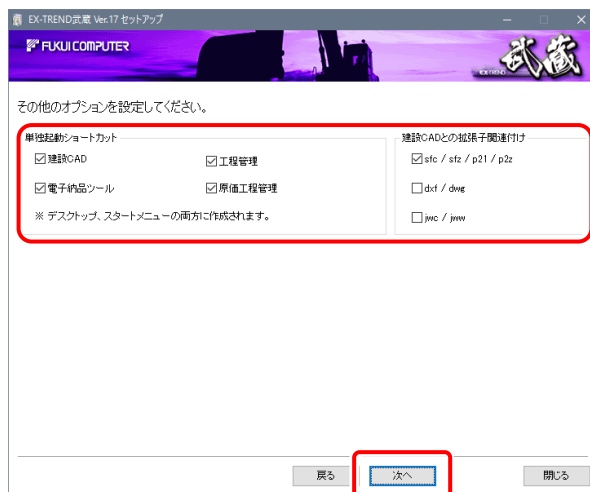 EX-TREND武蔵 Ver.17 セットアップ
FUKUI COMPUTER
EX-TREND 武蔵
その他のオプションを設定してください。
単独起動ショートカット
建設CADとの拡張子関連付け
建設CAD
工程管理
sfc / sfz / p21 / p2z
電子納品ツール
原価工程管理
dxf / dwg
※ デスクトップ、スタートメニューの両方に作成されます。
jwc / jww
戻る
次へ
閉じる